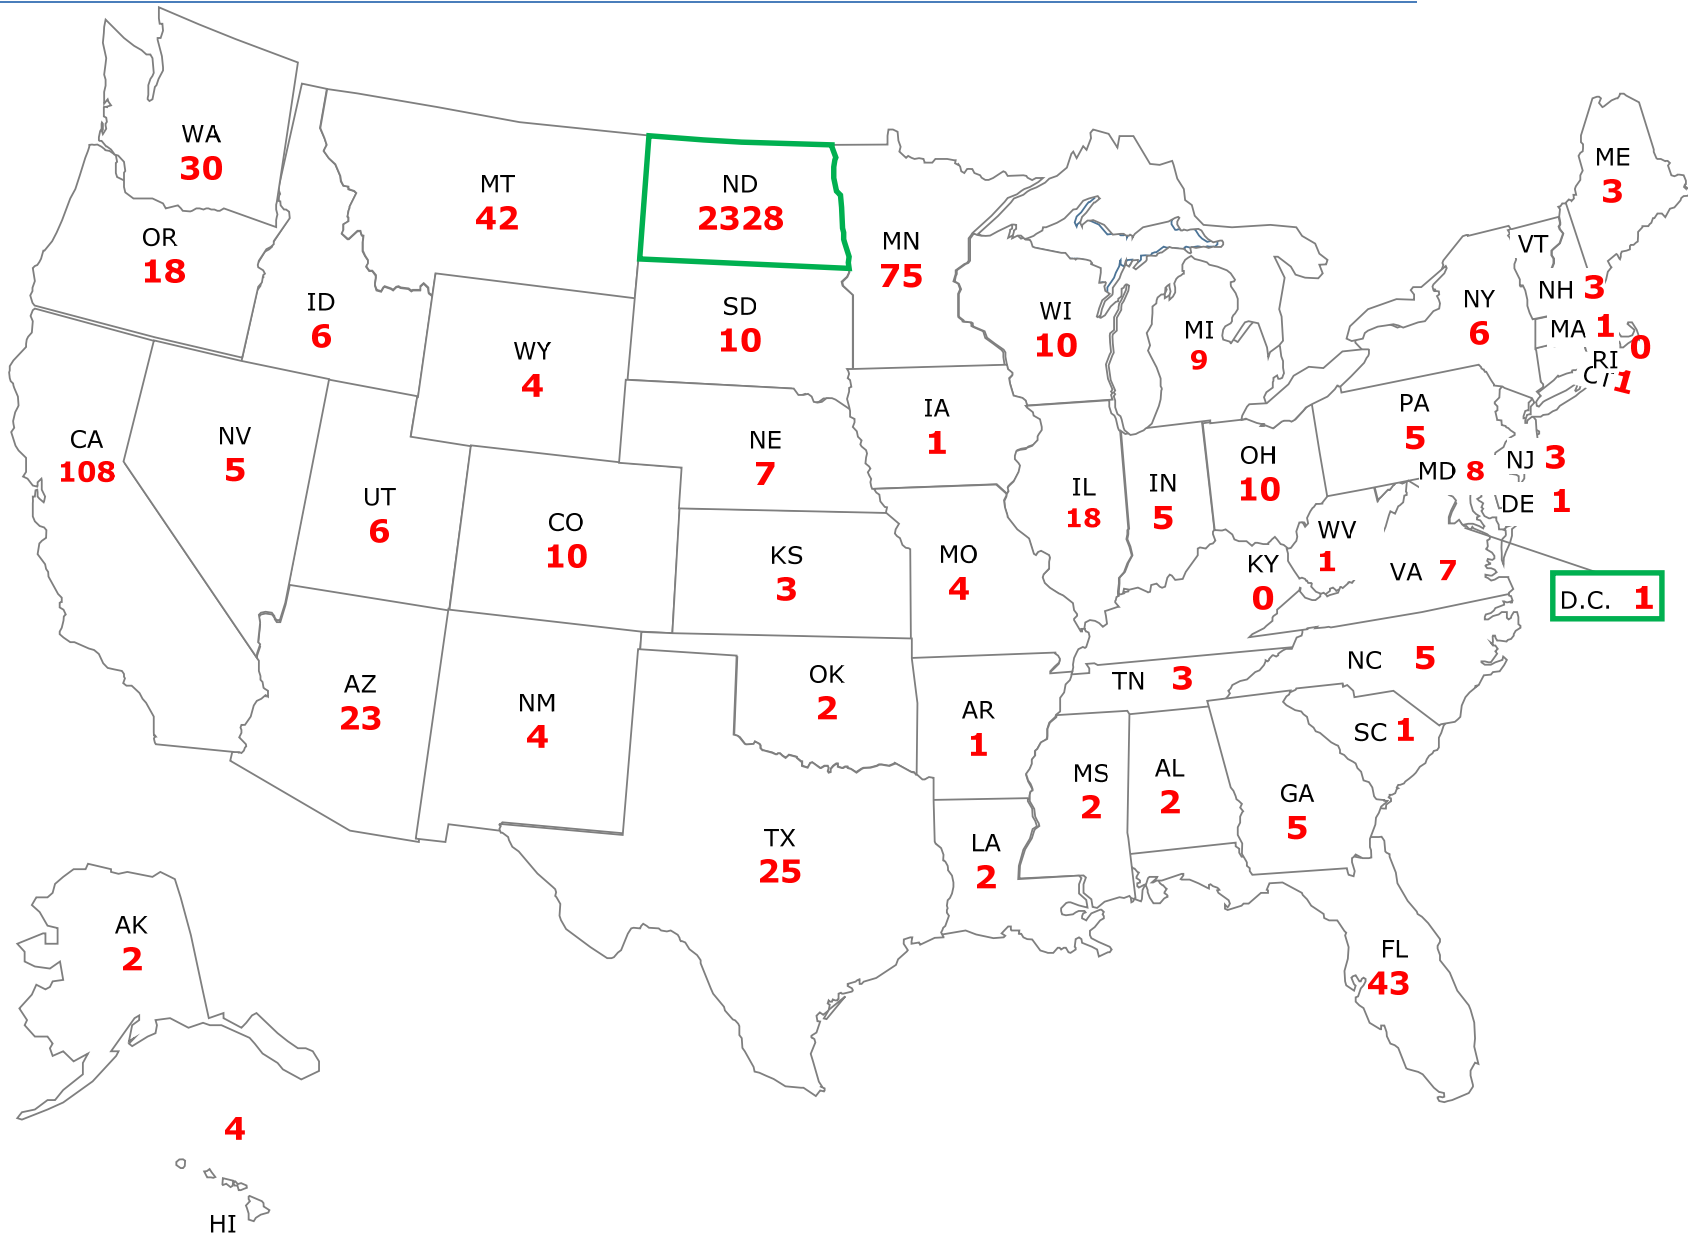 WA
30
OR
18
CA
108
ID
6
NV
5
MT
42
WY
4
UT
6
AZ
23
CO
10
NM
4
ND
2328
SD
10
NE
7
KS
3
OK
2
TX
25
MN
75
IA
1
MO
4
AR
1
LA
2
WI
10
IL
18
MI
9
IN
5
OH
10
KY
0
TN 3
MS
2
AL
2
GA
5
FL
43
SC 1
NC 5
VA 7
WV
1
D.C. 1
MD 8
DE 1
NJ 3
PA
5
NY
6
VT
NH 3
MA 1
RI 0
CT 1
ME
3
AK
2
4
HI